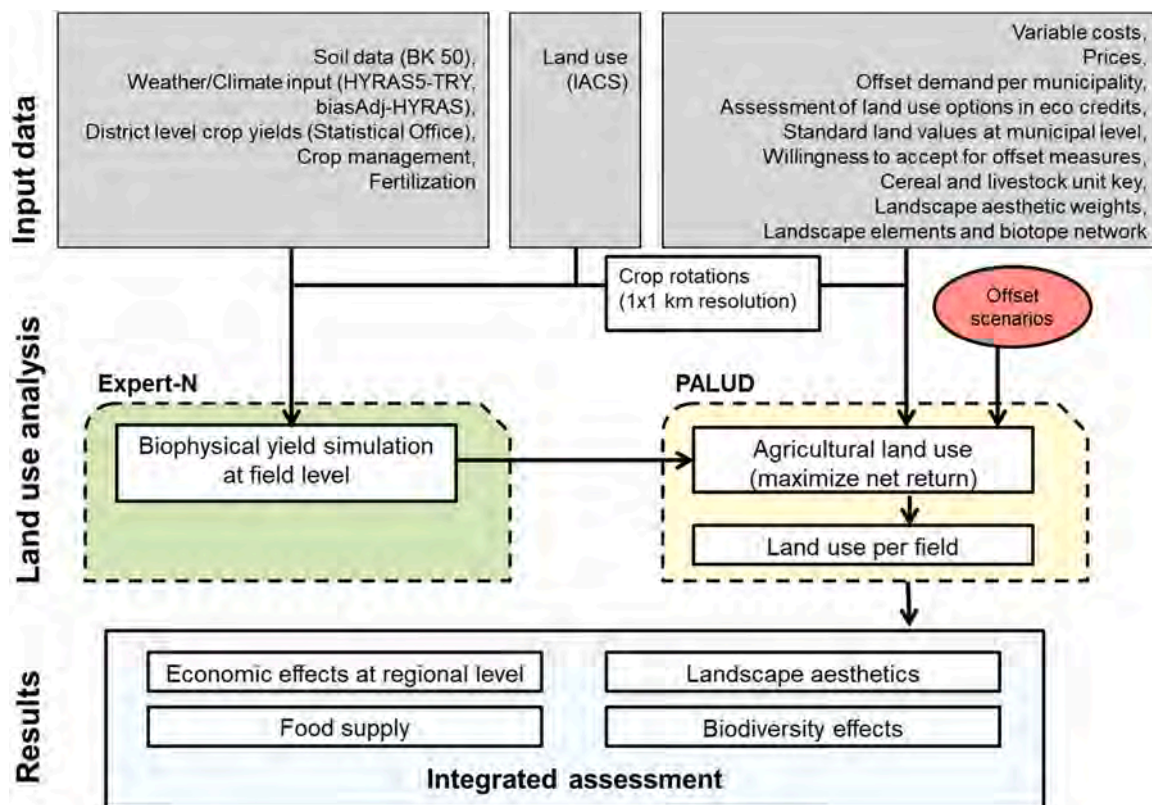 Input data
Soil data (BK 50),
Weather/Climate input (HYRAS5-TRY,
biasAdj-HYRAS),
District level crop yields (Statistical Office),
Crop management,
Fertilization
Land use
(IACS)
Variable costs,
Prices,
Offset demand per municipality,
Assessment of land use options in eco credits,
Standard land values at municipal level,
Willingness to accept for offset measures,
Cereal and livestock unit key,
Landscape aesthetic weights,
Landscape elements and biotope network
Land use analysis
Crop rotations
(1x1 km resolution)
Offset
scenarios
Expert-N
Biophysical yield simulation
at field level
PALUD
Agricultural land use
(maximize net return)
Land use per field
Results
Economic effects at regional level
Landscape aesthetics
Food supply
Biodiversity effects
Integrated assessment